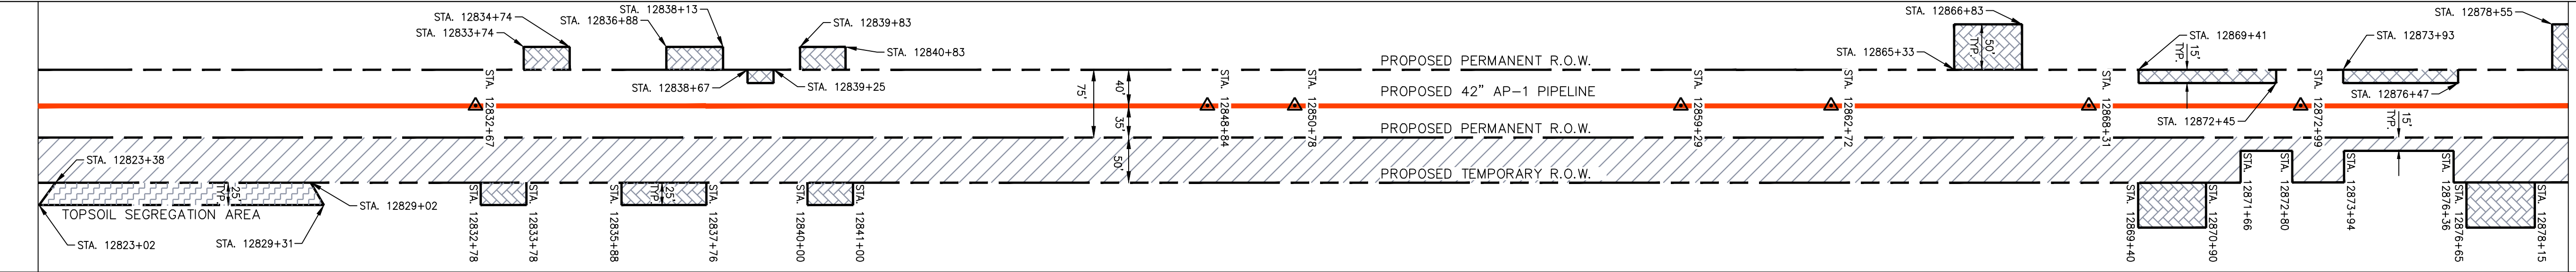 STA. 12833+74
STA. 12834+74
STA. 12836+88
STA. 12838+13
STA. 12839+83
STA. 12840+83
STA. 12838+67
STA. 12839+25
STA. 12832+67
75'
40'
35'
50'
STA. 12848+84
STA. 12850+78
PROPOSED PERMANENT R.O.W.
PROPOSED 42" AP-1 PIPELINE
PROPOSED PERMANENT R.O.W.
PROPOSED TEMPORARY R.O.W.
STA. 12859+29
STA. 12862+72
STA. 12865+33
STA. 12866+83
50'
TYP.
STA. 12868+31
15'
TYP.
STA. 12869+41
STA. 12872+45
STA. 12872+99
STA. 12873+93
STA. 12876+47
15'
TYP.
STA. 12878+55
STA. 12823+38
25'
TYP.
STA. 12829+02
TOPSOIL SEGREGATION AREA
STA. 12823+02
STA. 12829+31
STA. 12832+78
STA. 12833+78
STA. 12835+88
25'
TYP.
STA. 12837+76
STA. 12840+00
STA. 12841+00
STA. 12869+40
STA. 12870+90
STA. 12871+66
STA. 12872+80
STA. 12873+94
STA. 12876+36
STA. 12876+65
STA. 12878+15